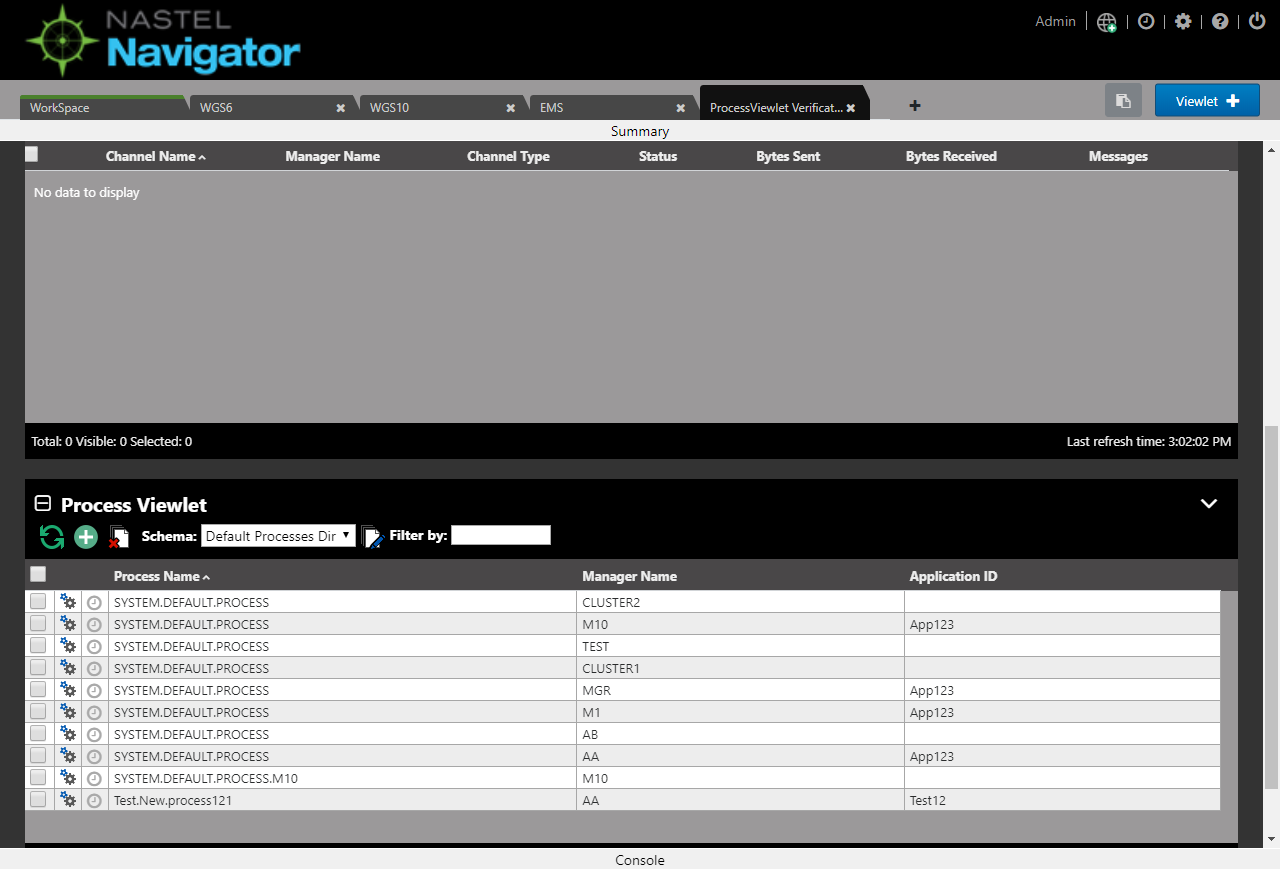 NASTEL
Navigator
Admin
WorkSpace WGS6 WGS10 EMS ProcessViewlet Verificat... Viewlet
Summary
Channel Name Manager Name Channel Type Status Bytes Sent Bytes Received Messages
No data to display
Total: 0 Visible: 0 Selected: 0 Last refresh time: 3:02:02 PM
Process Viewlet
Schema: Default Processes Dir Filter by:
Process Name Manager Name Application ID
SYSTEM.DEFAULT.PROCESS CLUSTER2
SYSTEM.DEFAULT.PROCESS M10 App123
SYSTEM.DEFAULT.PROCESS TEST
SYSTEM.DEFAULT.PROCESS CLUSTER1
SYSTEM.DEFAULT.PROCESS MGR App123
SYSTEM.DEFAULT.PROCESS M1 App123
SYSTEM.DEFAULT.PROCESS AB
SYSTEM.DEFAULT.PROCESS AA App123
SYSTEM.DEFAULT.PROCESS.M10 M10
Test.New.process121 AA Test12
Console